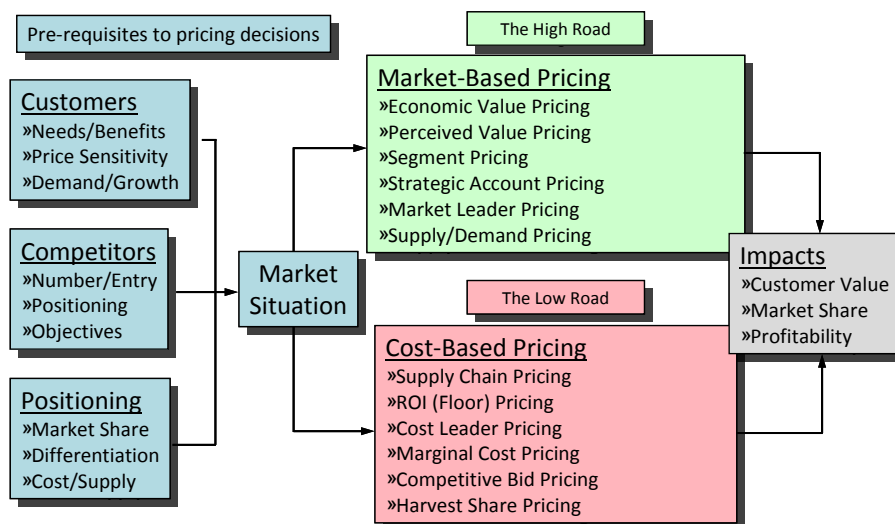 Pre-requisites to pricing decisions
Customers
»Needs/Benefits
»Price Sensitivity
»Demand/Growth
Competitors
»Number/Entry
»Positioning
»Objectives
Positioning
»Market Share
»Differentiation
»Cost/Supply
Market
Situation
The High Road
Market-Based Pricing
»Economic Value Pricing
»Perceived Value Pricing
»Segment Pricing
»Strategic Account Pricing
»Market Leader Pricing
»Supply/Demand Pricing
The Low Road
Cost-Based Pricing
»Supply Chain Pricing
»ROI (Floor) Pricing
»Cost Leader Pricing
»Marginal Cost Pricing
»Competitive Bid Pricing
»Harvest Share Pricing
Impacts
»Customer Value
»Market Share
»Profitability